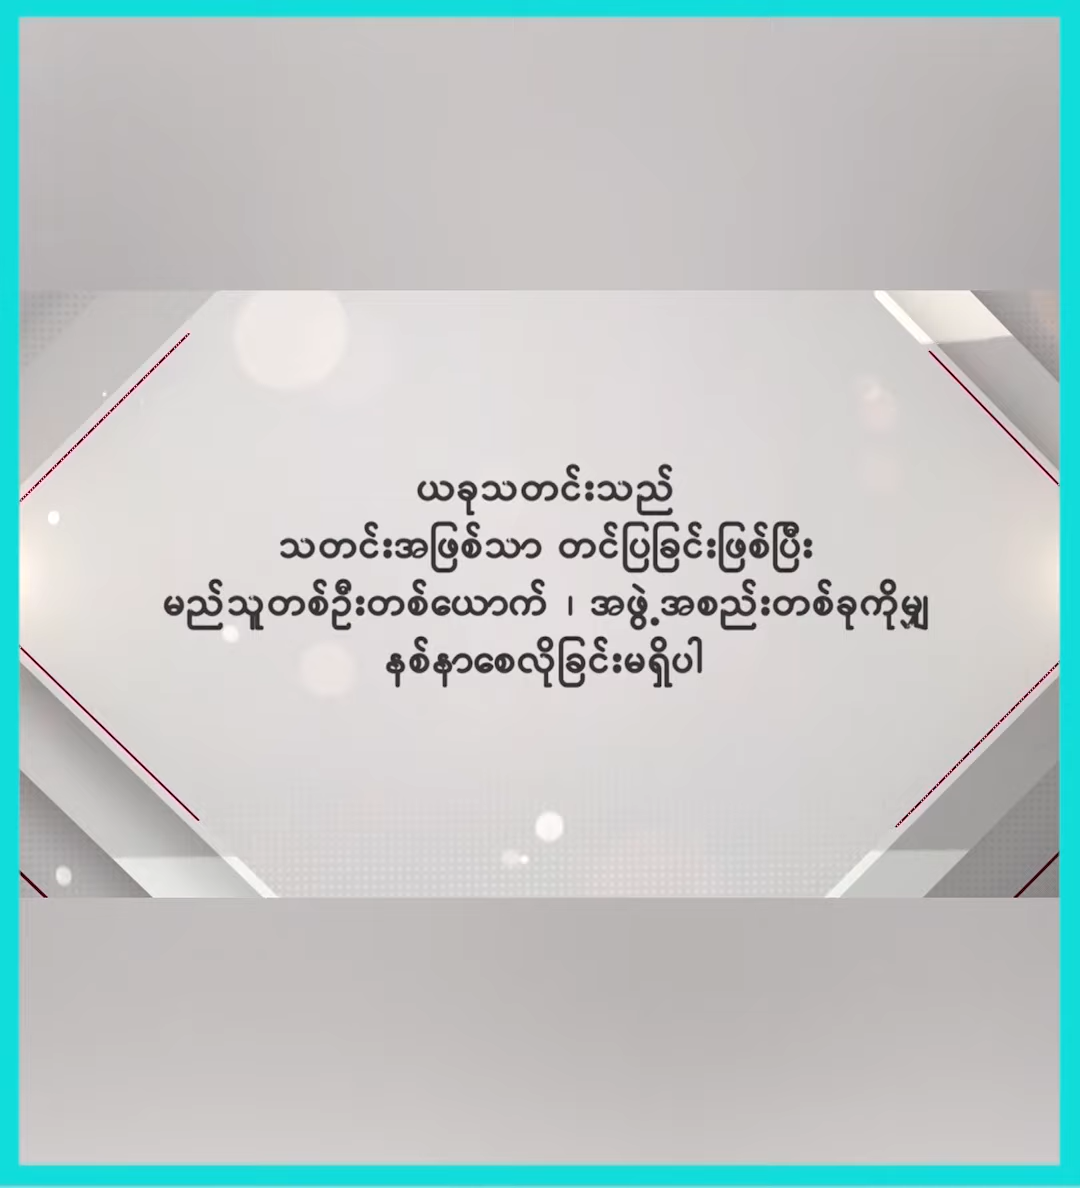 ယခုသတင်းသည်
သတင်းအဖြစ်သာ တင်ပြခြင်းဖြစ်ပြီး
မည်သူတစ်ဦးတစ်ယောက် ၊ အဖွဲ့အစည်းတစ်ခုကိုမျှ
နစ်နာစေလိုခြင်းမရှိပါ